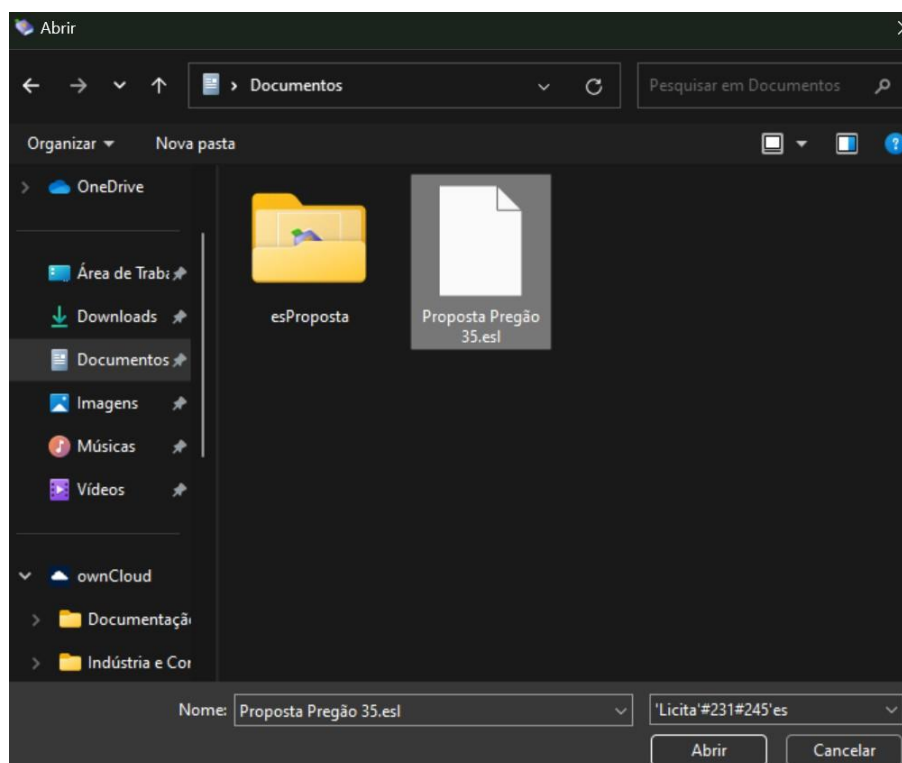 Abrir
Documentos
Pesquisar em Documentos
Organizar
Nova pasta
OneDrive
Área de Traba
Downloads
Documentos
Imagens
Músicas
Vídeos
ownCloud
Documentaçã
Indústria e Cor
esProposta
Proposta Pregão
35.esl
Nome:
Proposta Pregão 35.esl
'Licita'#231#245'es
Abrir
Cancelar